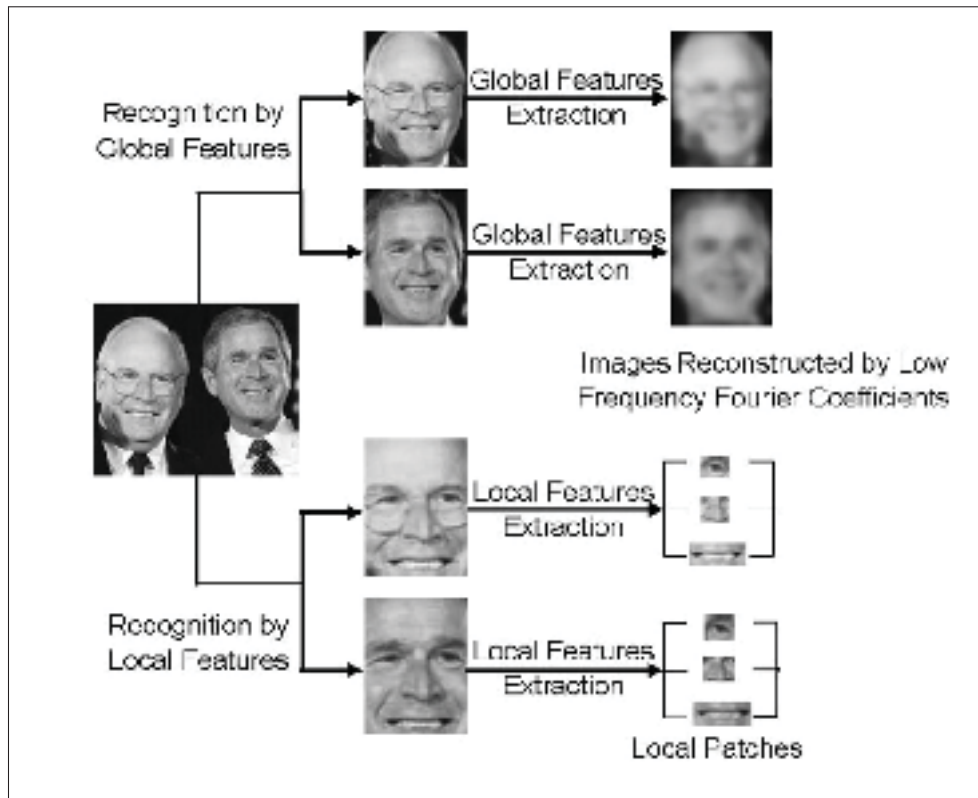 Recognition by
Global Features
Global Features
Extraction
Global Features
Extraction
Images Reconstructed by Low
Frequency Fourier Coefficients
Recognition by
Local Features
Local Features
Extraction
Local Features
Extraction
Local Patches